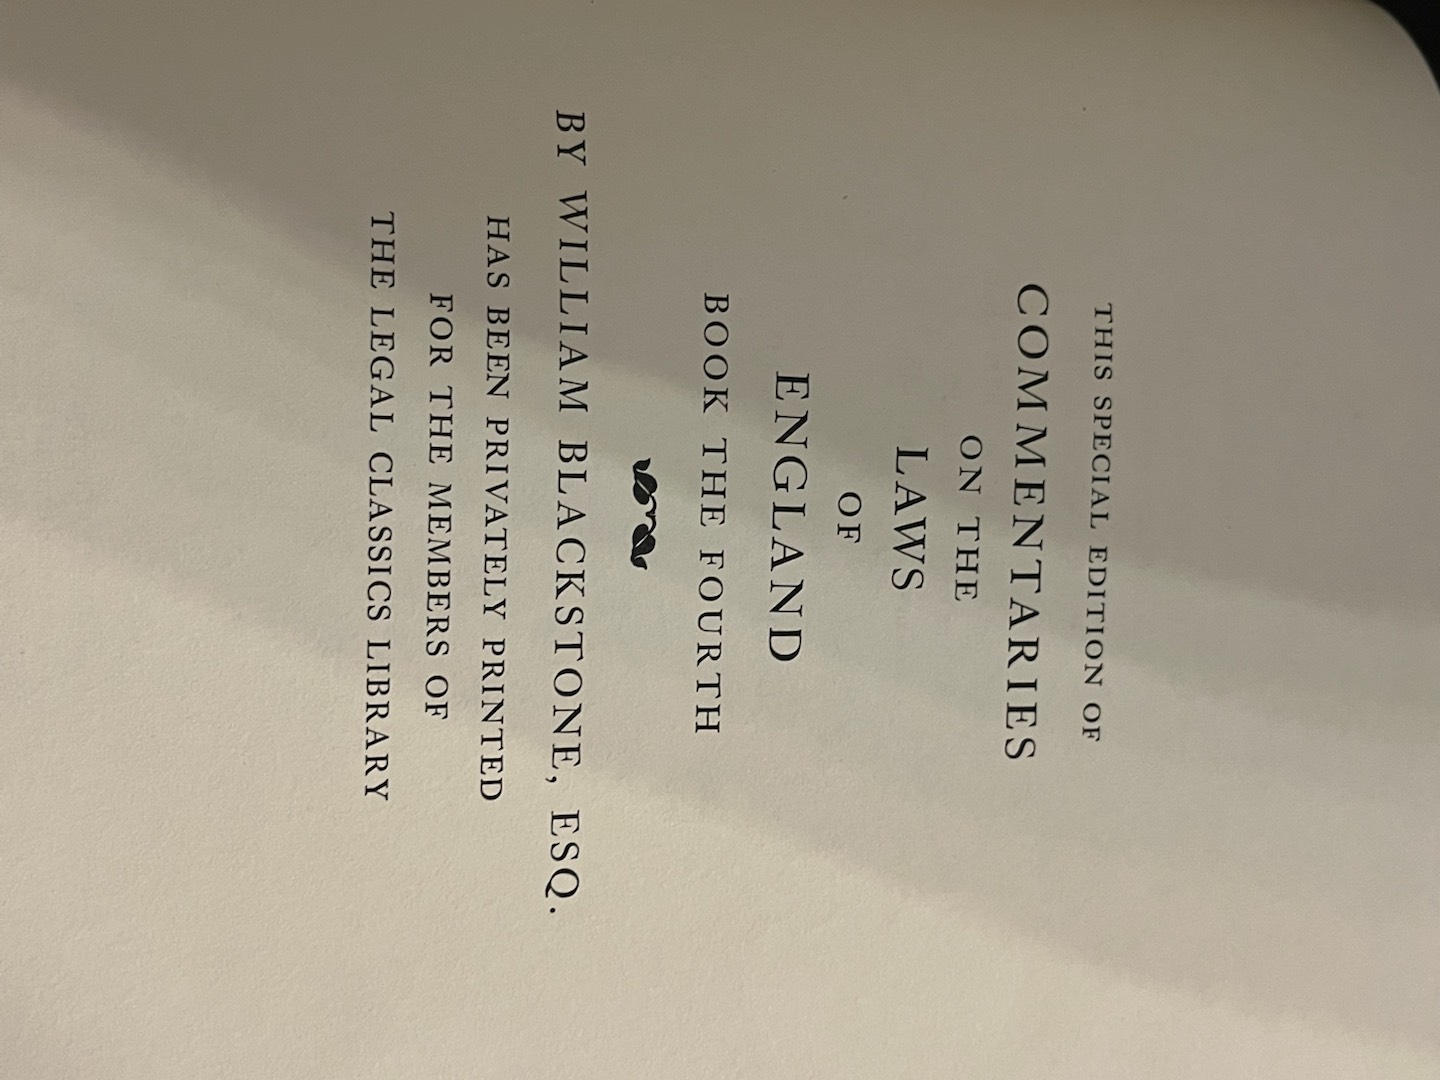 THIS SPECIAL EDITION OF
COMMENTARIES
ON THE
LAWS
OF
ENGLAND
BOOK THE FOURTH
BY WILLIAM BLACKSTONE, ESQ.
HAS BEEN PRIVATELY PRINTED
FOR THE MEMBERS OF
THE LEGAL CLASSICS LIBRARY